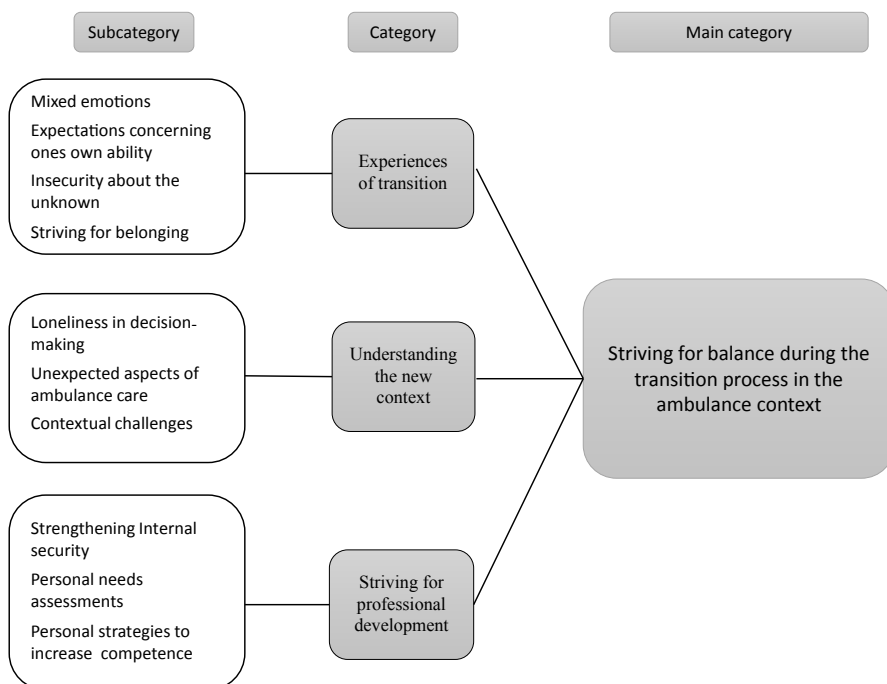 Subcategory
Category
Main category
Mixed emotions
Expectations concerning
ones own ability
Insecurity about the
unknown
Striving for belonging
Experiences
of transition
Loneliness in decision-
making
Unexpected aspects of
ambulance care
Contextual challenges
Understanding
the new
context
Striving for balance during the
transition process in the
ambulance context
Strengthening Internal
security
Personal needs
assessments
Personal strategies to
increase  competence
Striving for
professional
development